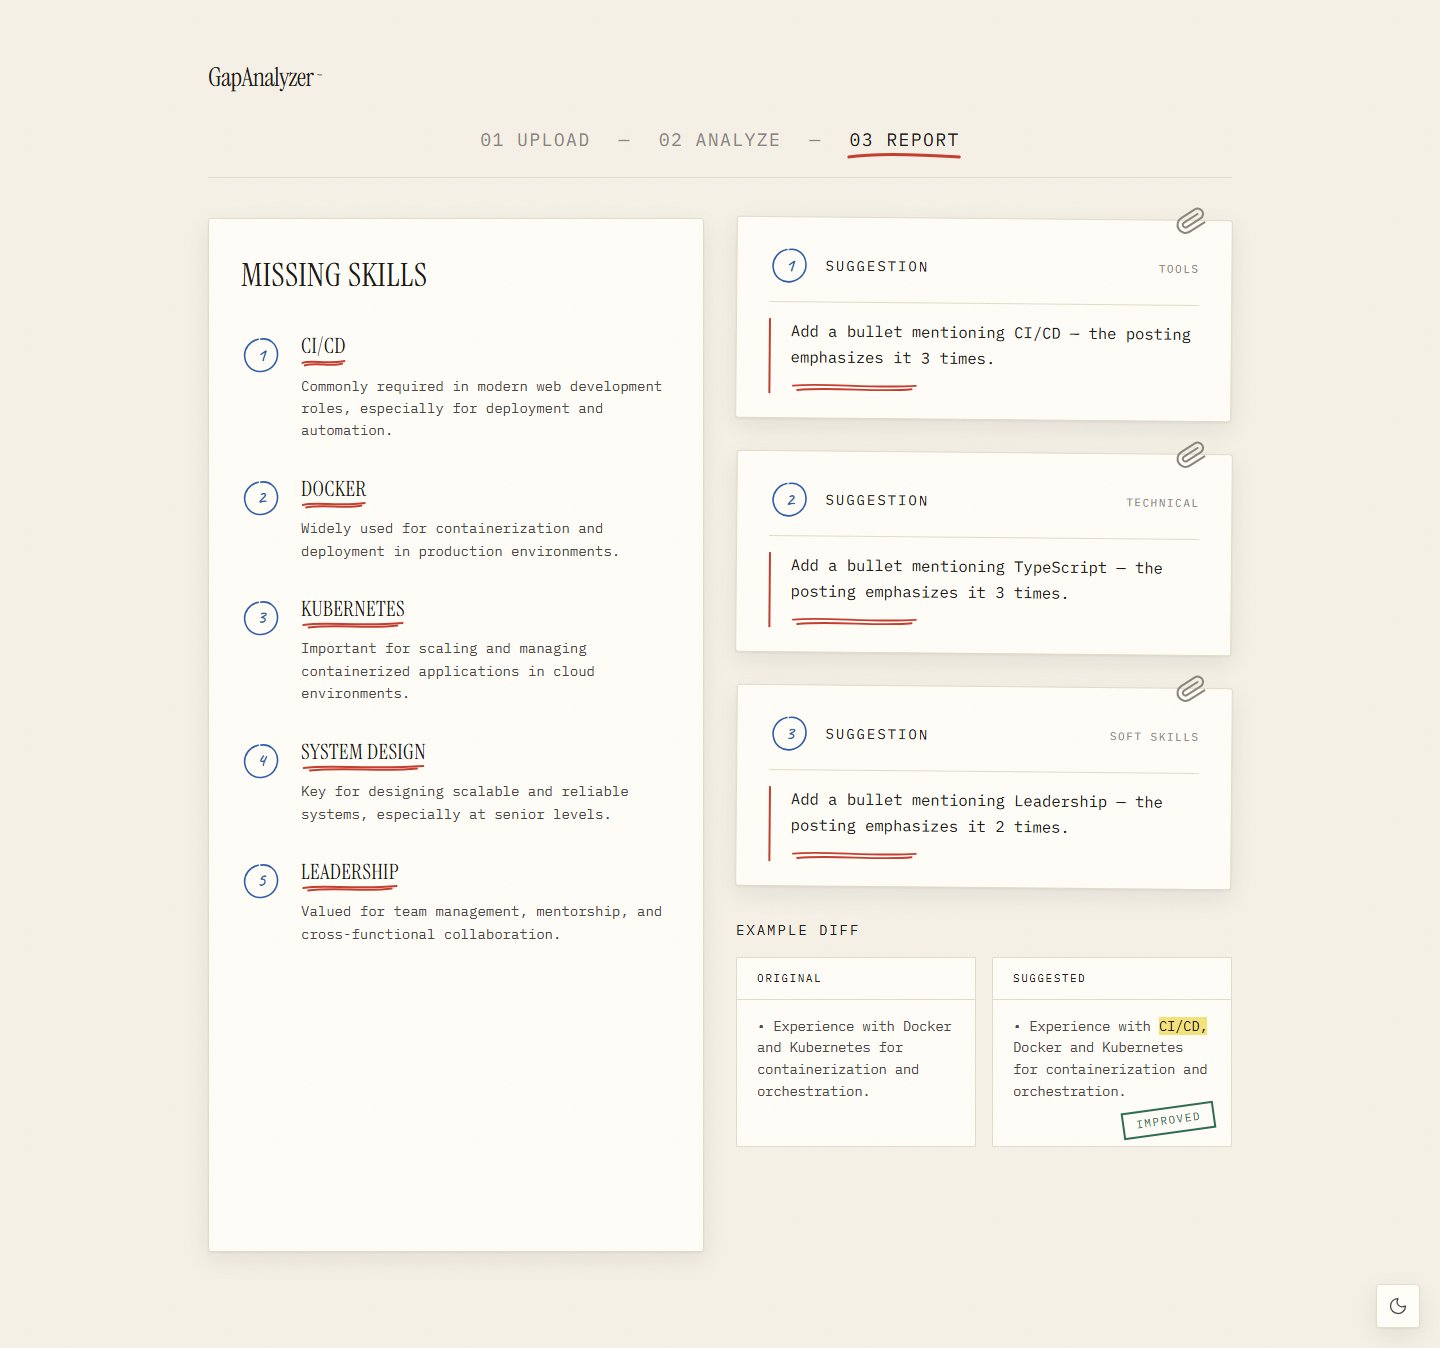 GapAnalyzer™
01 UPLOAD — 02 ANALYZE — 03 REPORT
MISSING SKILLS
1
CI/CD
Commonly required in modern web development
roles, especially for deployment and
automation.
2
DOCKER
Widely used for containerization and
deployment in production environments.
3
KUBERNETES
Important for scaling and managing
containerized applications in cloud
environments.
4
SYSTEM DESIGN
Key for designing scalable and reliable
systems, especially at senior levels.
5
LEADERSHIP
Valued for team management, mentorship, and
cross-functional collaboration.
1 SUGGESTION TOOLS
Add a bullet mentioning CI/CD — the posting
emphasizes it 3 times.
2 SUGGESTION TECHNICAL
Add a bullet mentioning TypeScript — the
posting emphasizes it 3 times.
3 SUGGESTION SOFT SKILLS
Add a bullet mentioning Leadership — the
posting emphasizes it 2 times.
EXAMPLE DIFF
ORIGINAL
• Experience with Docker
and Kubernetes for
containerization and
orchestration.
SUGGESTED
• Experience with CI/CD,
Docker and Kubernetes
for containerization and
orchestration.
IMPROVED